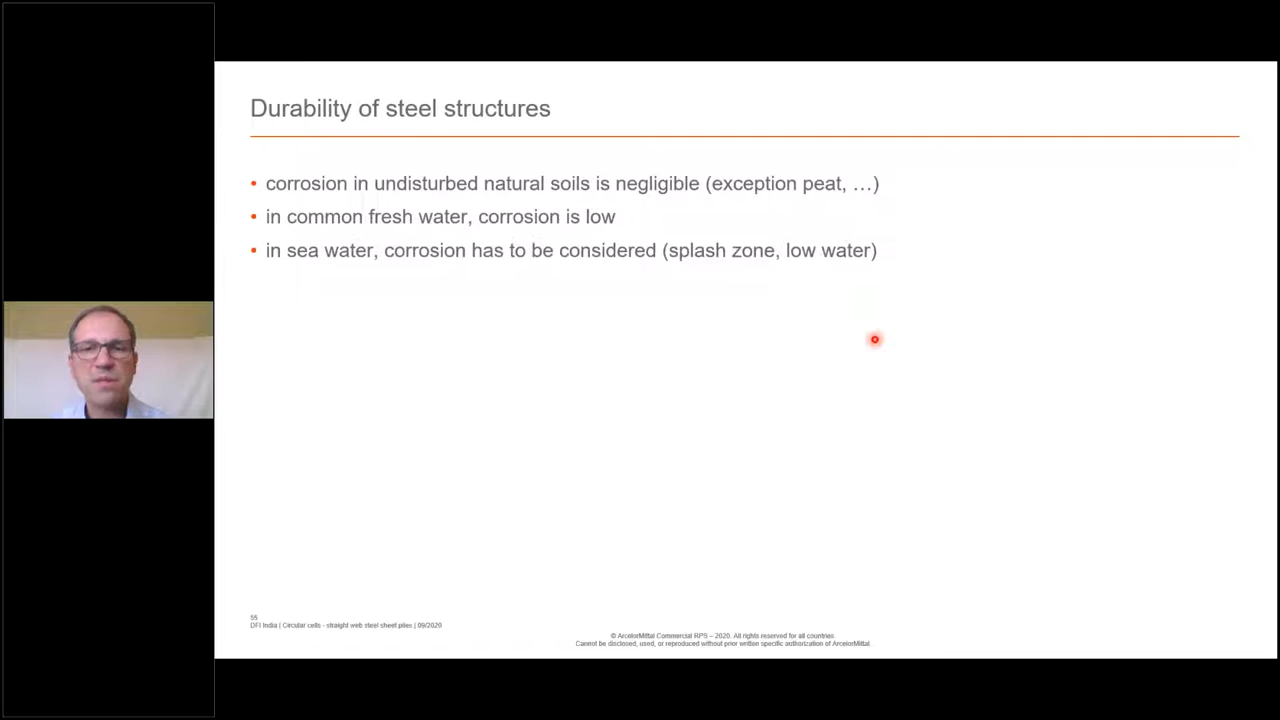 Durability of steel structures
• corrosion in undisturbed natural soils is negligible (exception peat, …)
• in common fresh water, corrosion is low
• in sea water, corrosion has to be considered (splash zone, low water)
55
DFI India | Circular cells - straight web steel sheet piles | 09/2020
© ArcelorMittal Commercial RPS – 2020. All rights reserved for all countries.
Cannot be disclosed, used, or reproduced without prior written specific authorization of ArcelorMittal.